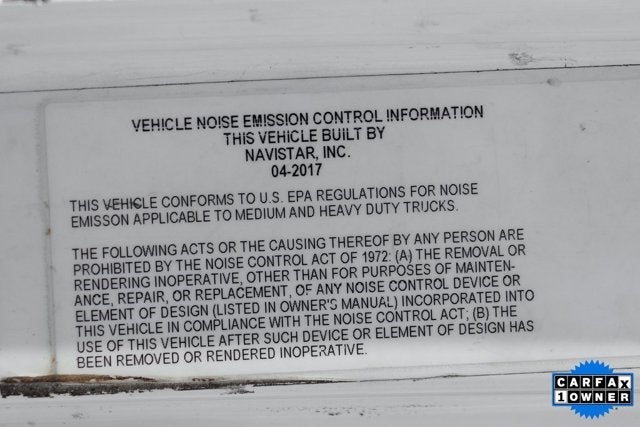 VEHICLE NOISE EMISSION CONTROL INFORMATION
THIS VEHICLE BUILT BY
NAVISTAR, INC.
04-2017
THIS VEHICLE CONFORMS TO U.S. EPA REGULATIONS FOR NOISE
EMISSON APPLICABLE TO MEDIUM AND HEAVY DUTY TRUCKS.
THE FOLLOWING ACTS OR THE CAUSING THEREOF BY ANY PERSON ARE
PROHIBITED BY THE NOISE CONTROL ACT OF 1972: (A) THE REMOVAL OR
RENDERING INOPERATIVE, OTHER THAN FOR PURPOSES OF MAINTEN-
ANCE, REPAIR, OR REPLACEMENT, OF ANY NOISE CONTROL DEVICE OR
ELEMENT OF DESIGN (LISTED IN OWNER'S MANUAL) INCORPORATED INTO
THIS VEHICLE IN COMPLIANCE WITH THE NOISE CONTROL ACT; (B) THE
USE OF THIS VEHICLE AFTER SUCH DEVICE OR ELEMENT OF DESIGN HAS
BEEN REMOVED OR RENDERED INOPERATIVE.
CARFAX
1 OWNER